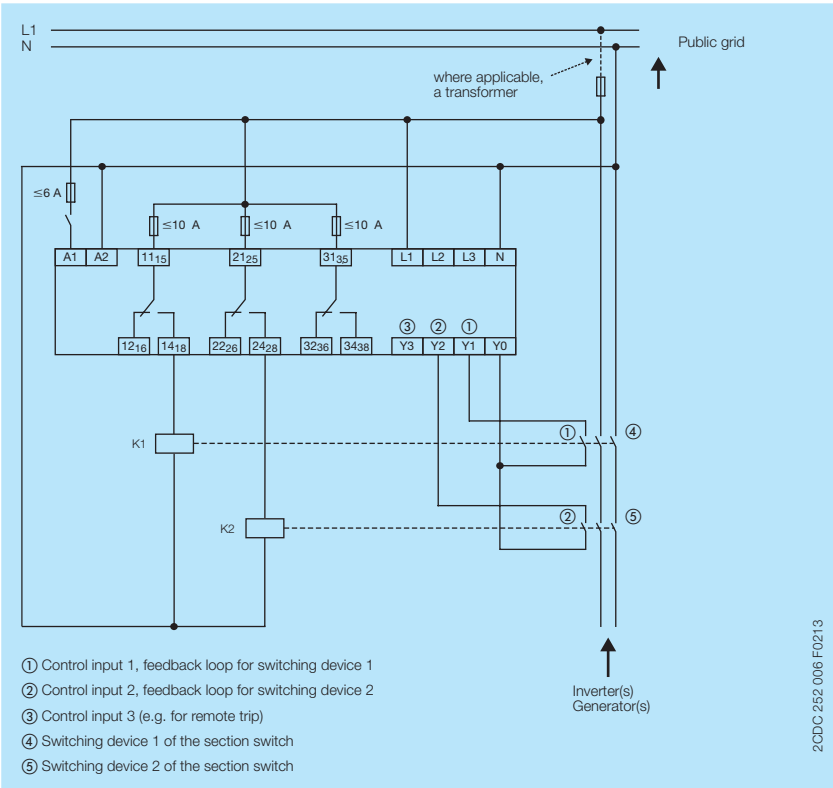 L1
N
Public grid
where applicable,
a transformer
≤6 A
≤10 A
≤10 A
≤10 A
A1 A2 1115 2125 3135 L1 L2 L3 N
③ ② ①
1216 1418 2226 2428 3236 3438 Y3 Y2 Y1 Y0
K1
① ④
K2
② ⑤
① Control input 1, feedback loop for switching device 1
② Control input 2, feedback loop for switching device 2
③ Control input 3 (e.g. for remote trip)
④ Switching device 1 of the section switch
⑤ Switching device 2 of the section switch
Inverter(s)
Generator(s)
2CDC 252 006 F0213